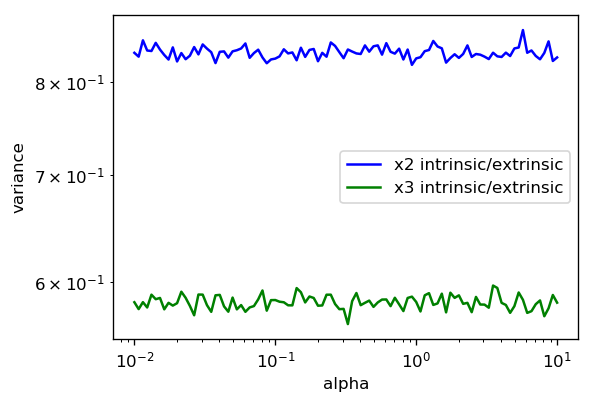 8 × 10⁻¹
7 × 10⁻¹
6 × 10⁻¹
variance
x2 intrinsic/extrinsic
x3 intrinsic/extrinsic
10⁻² 10⁻¹ 10⁰ 10¹
alpha